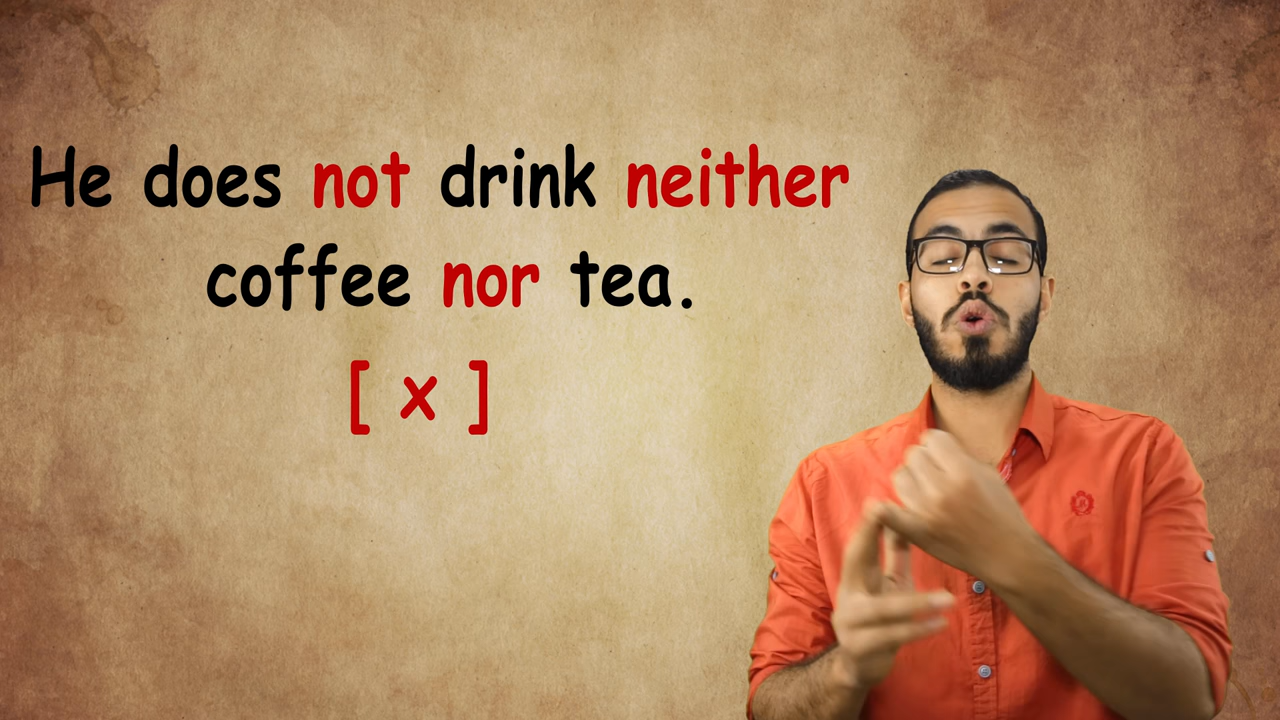 He does not drink neither
coffee nor tea.
[ x ]